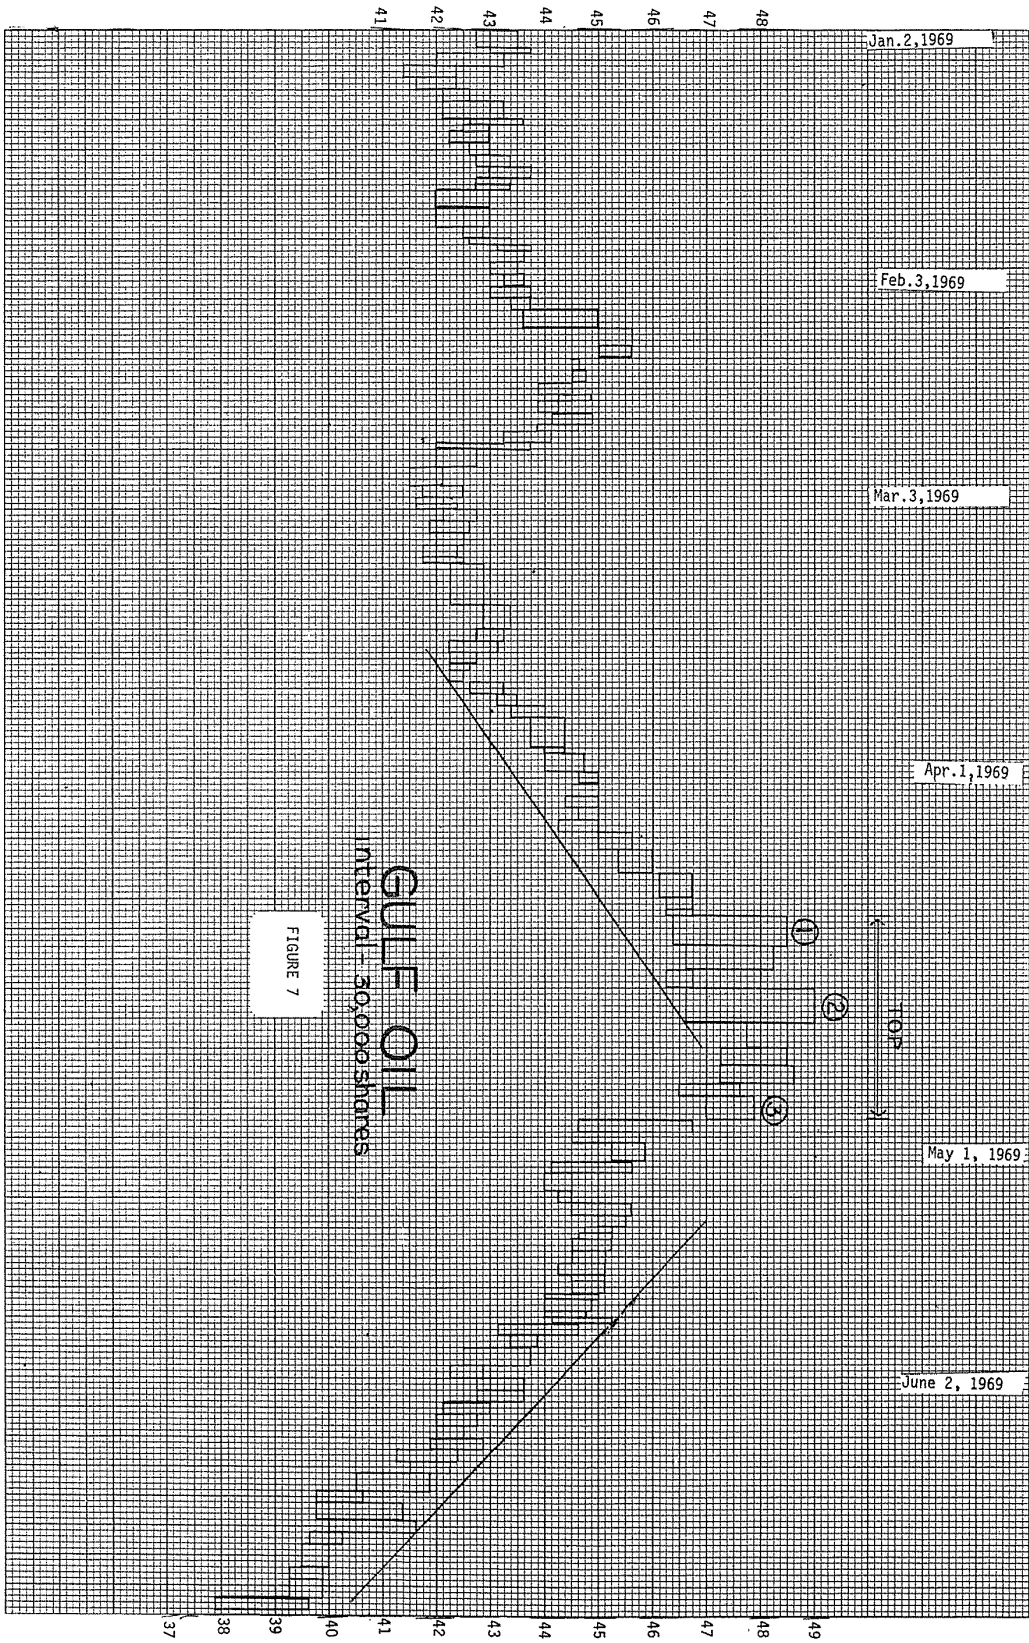 41 42 43 44 45 46 47 48
Jan.2,1969
Feb.3,1969
Mar.3,1969
Apr.1,1969
①
②
TOP
③
GULF OIL
interval - 30,000 shares
FIGURE 7
May 1, 1969
June 2, 1969
37 38 39 40 41 42 43 44 45 46 47 48 49